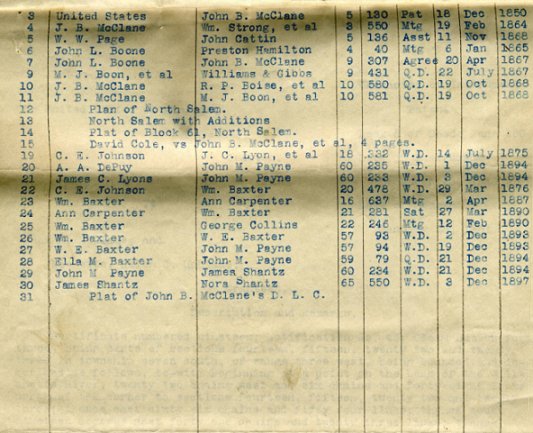 3 United States John B. McClane 5 130 Pat 18 Dec 1850
4 J. B. McClane Wm. Strong, et al 3 550 Mtg 19 Feb 1864
5 W. W. Page John Cattin 1 136 Asst 11 Nov 1868
6 John L. Boone Preston Hamilton 4 40 Mtg 6 Jan 1865
7 John L. Boone John B. McClane 9 307 Agree 20 Apr 1867
9 M. J. Boon, et al Williams & Gibbs 9 431 Q.D. 22 July 1867
10 J. B. McClane R. P. Boise, et al 10 580 Q.D. 19 Oct 1868
11 J. B. McClane M. J. Boon, et al 10 581 Q.D. 19 Oct 1868
12 Plan of North Salem.
13 North Salem with Additions
14 Plat of Block 61, North Salem.
15 David Cole, vs John B. McClane, et al, 4 pages.
19 C. E. Johnson J. C. Lyon, et al 18 532 W.D. 14 July 1875
20 A. A. DePuy John M. Payne 60 235 W.D. 1 Dec 1894
21 James C. Lyons John M. Payne 60 233 W.D. 3 Dec 1894
22 C. E. Johnson Wm. Baxter 20 478 W.D. 29 Mar 1876
23 Wm. Baxter Ann Carpenter 16 637 Mtg 2 Apr 1887
24 Ann Carpenter Wm. Baxter 21 281 Sat 27 Mar 1890
25 Wm. Baxter George Collins 22 246 Mtg 12 Feb 1890
26 Wm. Baxter W. E. Baxter 57 93 W.D. 2 Dec 1893
27 W. E. Baxter John M. Payne 57 94 W.D. 19 Dec 1893
28 Ella M. Baxter John M. Payne 59 79 Q.D. 21 Dec 1894
29 John M Payne James Shantz 60 234 W.D. 21 Dec 1894
30 James Shantz Nora Shantz 65 550 W.D. 3 Dec 1897
31 Plat of John B. McClane's D. L. C.